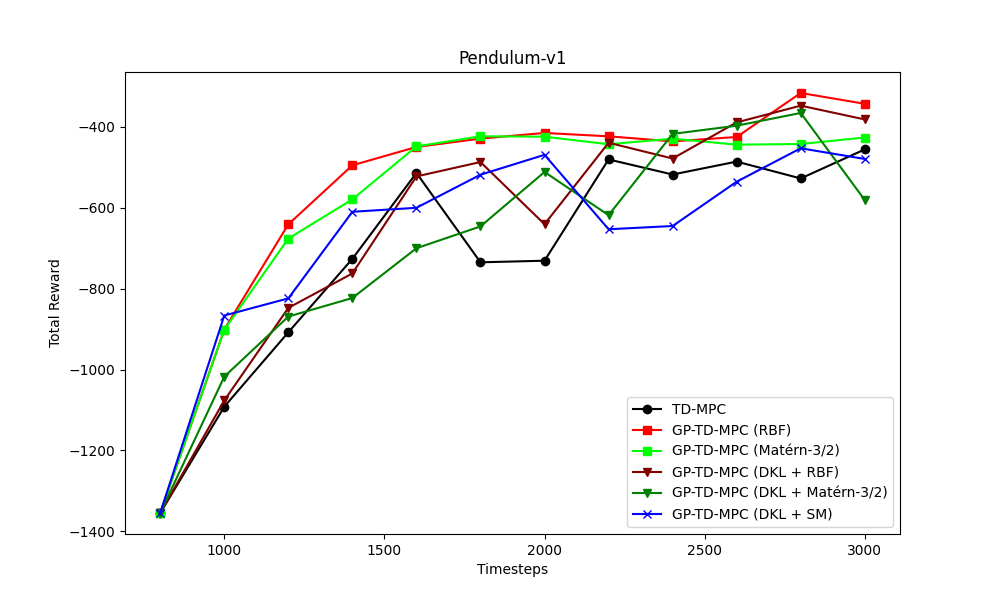 Pendulum-v1
Total Reward
−400
−600
−800
−1000
−1200
−1400
1000
1500
2000
2500
3000
Timesteps
TD-MPC
GP-TD-MPC (RBF)
GP-TD-MPC (Matérn-3/2)
GP-TD-MPC (DKL + RBF)
GP-TD-MPC (DKL + Matérn-3/2)
GP-TD-MPC (DKL + SM)